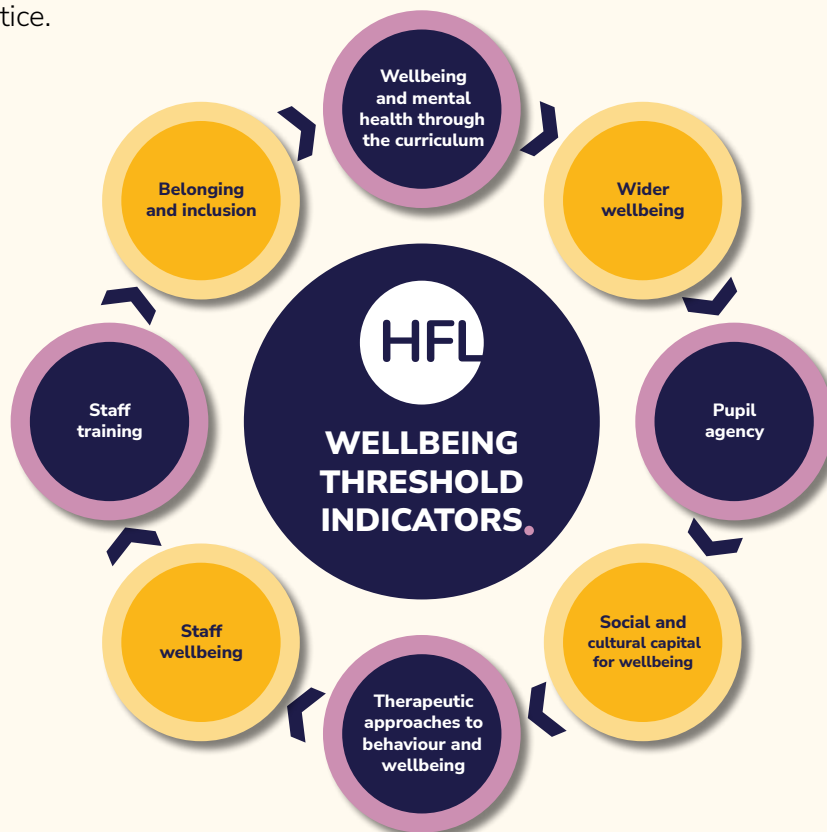 tice.
Wellbeing
and mental
health through
the curriculum
Wider
wellbeing
Pupil
agency
Social and
cultural capital
for wellbeing
Therapeutic
approaches to
behaviour and
wellbeing
Staff
wellbeing
Staff
training
Belonging
and inclusion
HFL
WELLBEING
THRESHOLD
INDICATORS.